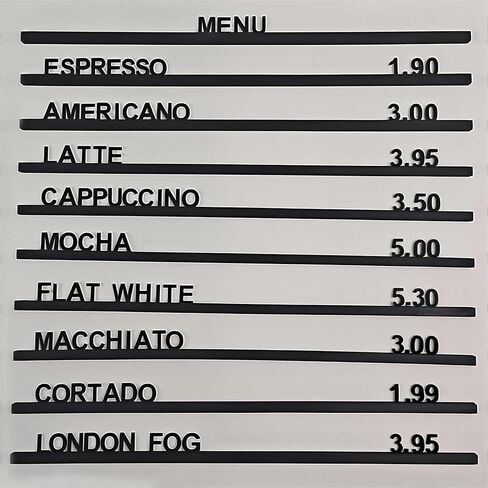 MENU
ESPRESSO 1.90
AMERICANO 3.00
LATTE 3.95
CAPPUCCINO 3.50
MOCHA 5.00
FLAT WHITE 5.30
MACCHIATO 3.00
CORTADO 1.99
LONDON FOG 3.95